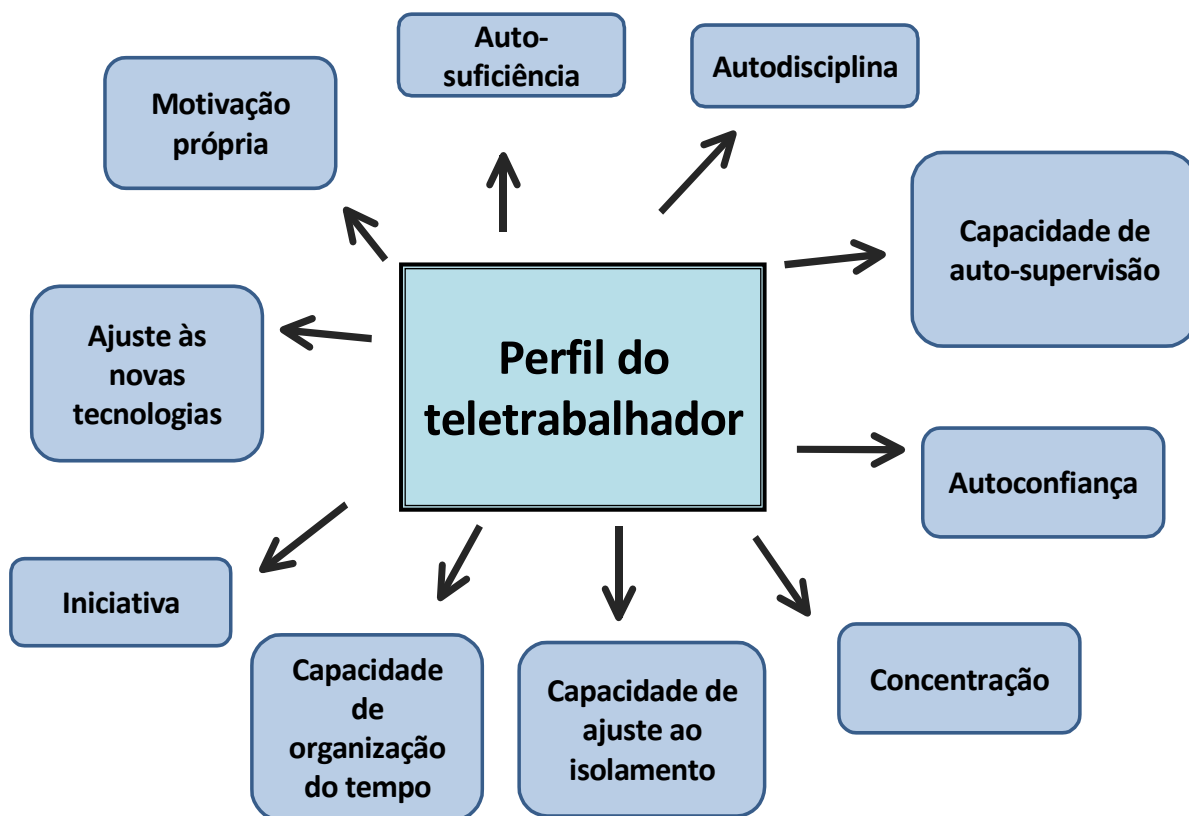 Auto-
suficiência
Autodisciplina
Motivação
própria
Capacidade de
auto-supervisão
Ajuste às
novas
tecnologias
Perfil do
teletrabalhador
Autoconfiança
Iniciativa
Capacidade
de
organização
do tempo
Capacidade de
ajuste ao
isolamento
Concentração